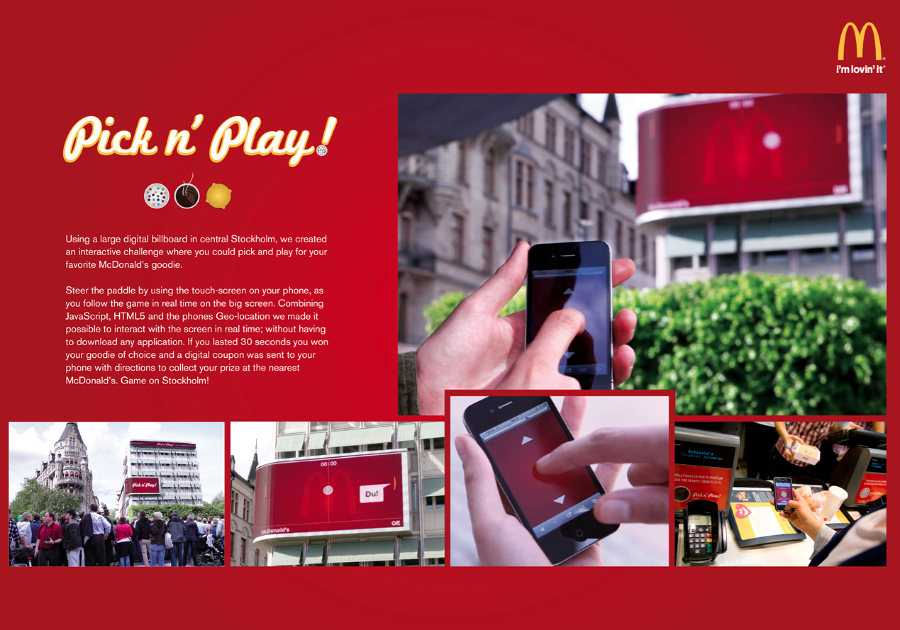 i'm lovin' it
Pick n' Play!
Using a large digital billboard in central Stockholm, we created
an interactive challenge where you could pick and play for your
favorite McDonald's goodie.
Steer the paddle by using the touch-screen on your phone, as
you follow the game in real time on the big screen. Combining
JavaScript, HTML5 and the phones Geo-location we made it
possible to interact with the screen in real time; without having
to download any application. If you lasted 30 seconds you won
your goodie of choice and a digital coupon was sent to your
phone with directions to collect your prize at the nearest
McDonald's. Game on Stockholm!
Pick n' Play!
00:00
Du!
McDonald's
McDonald's
Pick n' Play!